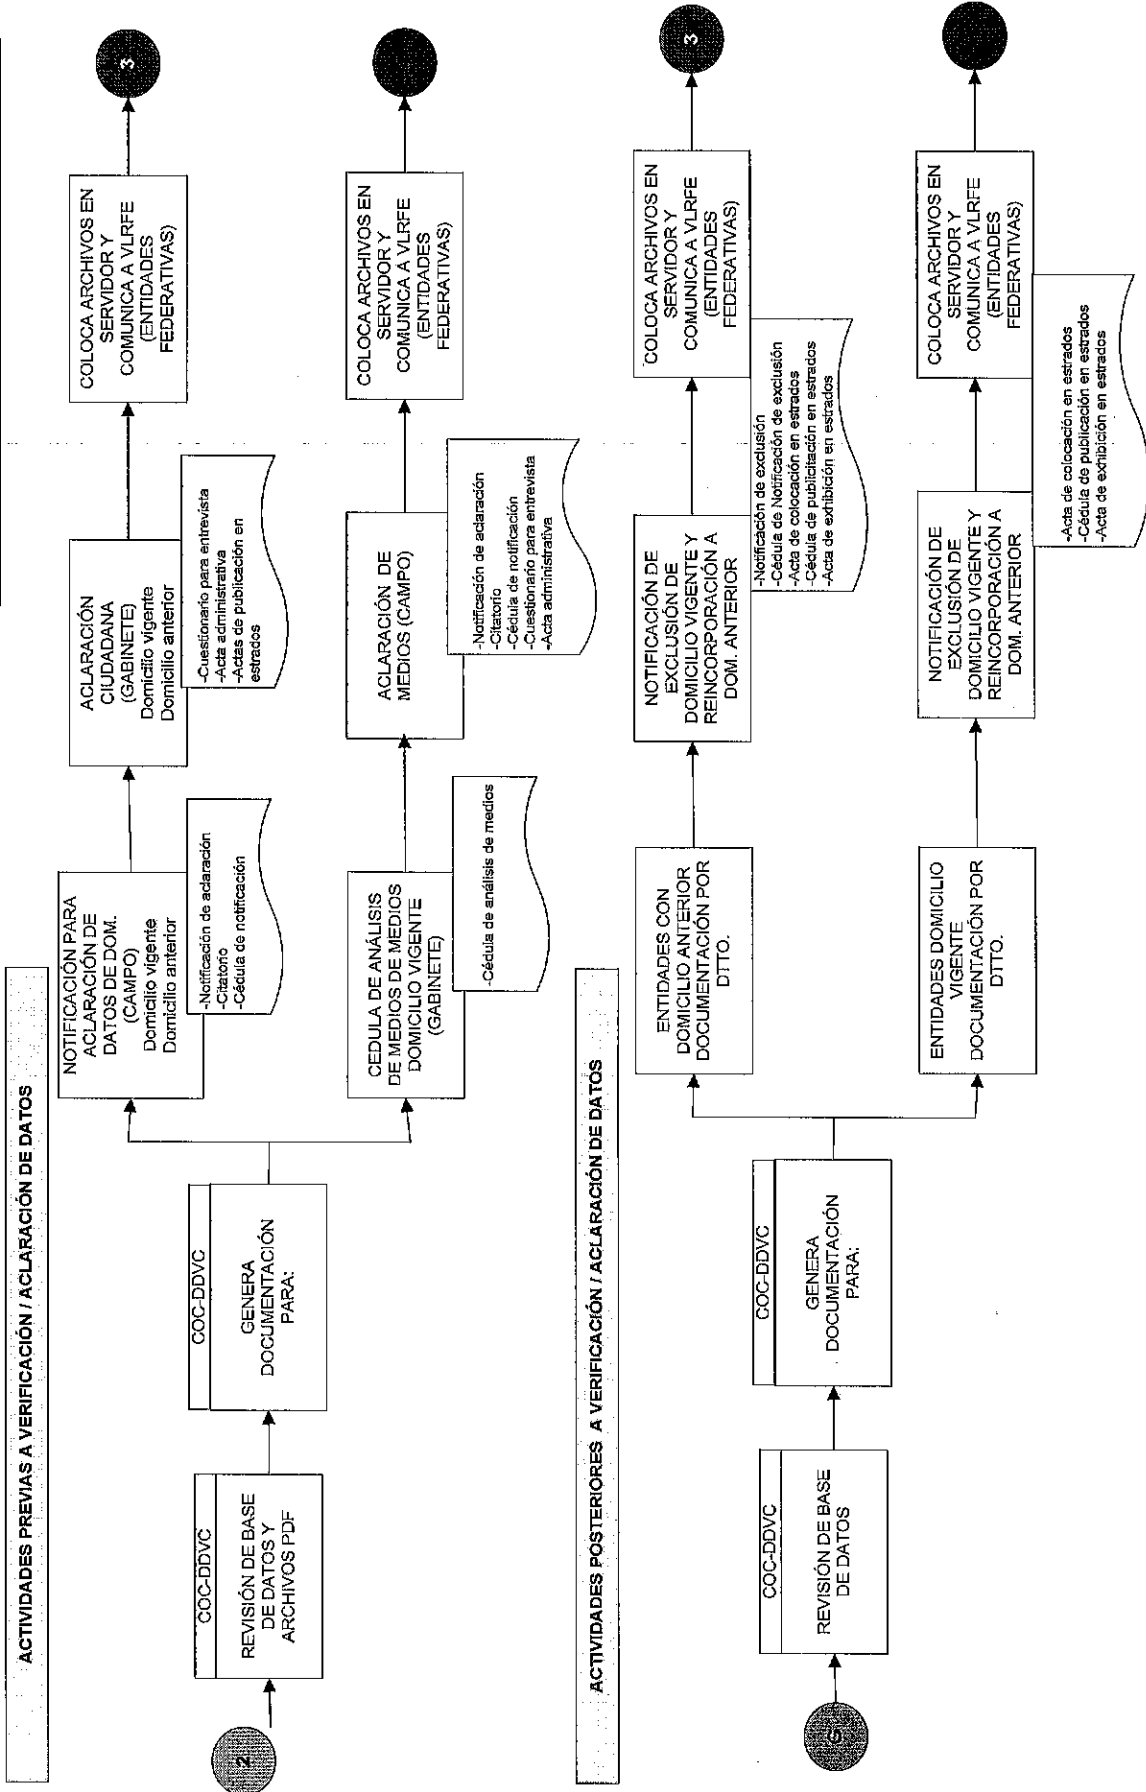 ACTIVIDADES PREVIAS A VERIFICACIÓN / ACLARACIÓN DE DATOS
2
COC-DDVC
REVISIÓN DE BASE
DE DATOS Y
ARCHIVOS PDF
COC-DDVC
GENERA
DOCUMENTACIÓN
PARA:
NOTIFICACIÓN PARA
ACLARACIÓN DE
DATOS DE DOM.
(CAMPO)
Domicilio vigente
Domicilio anterior
-Notificación de aclaración
-Citatorio
-Cédula de notificación
ACLARACIÓN
CIUDADANA
(GABINETE)
Domicilio vigente
Domicilio anterior
-Cuestionario para entrevista
-Acta administrativa
-Actas de publicación en
estrados
COLOCA ARCHIVOS EN
SERVIDOR Y
COMUNICA A VLRFE
(ENTIDADES
FEDERATIVAS)
3
CEDULA DE ANÁLISIS
DE MEDIOS DE MEDIOS
DOMICILIO VIGENTE
(GABINETE)
-Cédula de análisis de medios
ACLARACIÓN DE
MEDIOS (CAMPO)
-Notificación de aclaración
-Citatorio
-Cédula de notificación
-Cuestionario para entrevista
-Acta administrativa
COLOCA ARCHIVOS EN
SERVIDOR Y
COMUNICA A VLRFE
(ENTIDADES
FEDERATIVAS)
ACTIVIDADES POSTERIORES A VERIFICACIÓN / ACLARACIÓN DE DATOS
COC-DDVC
REVISIÓN DE BASE
DE DATOS
COC-DDVC
GENERA
DOCUMENTACIÓN
PARA:
ENTIDADES CON
DOMICILIO ANTERIOR
DOCUMENTACIÓN POR
DTTO.
NOTIFICACIÓN DE
EXCLUSIÓN DE
DOMICILIO VIGENTE Y
REINCORPORACIÓN A
DOM. ANTERIOR
-Notificación de exclusión
-Cédula de Notificación de exclusión
-Acta de colocación en estrados
-Cédula de publicitación en estrados
-Acta de exhibición en estrados
COLOCA ARCHIVOS EN
SERVIDOR Y
COMUNICA A VLRFE
(ENTIDADES
FEDERATIVAS)
3
ENTIDADES DOMICILIO
VIGENTE
DOCUMENTACIÓN POR
DTTO.
NOTIFICACIÓN DE
EXCLUSIÓN DE
DOMICILIO VIGENTE Y
REINCORPORACIÓN A
DOM. ANTERIOR
-Acta de colocación en estrados
-Cédula de publicación en estrados
-Acta de exhibición en estrados
COLOCA ARCHIVOS EN
SERVIDOR Y
COMUNICA A VLRFE
(ENTIDADES
FEDERATIVAS)